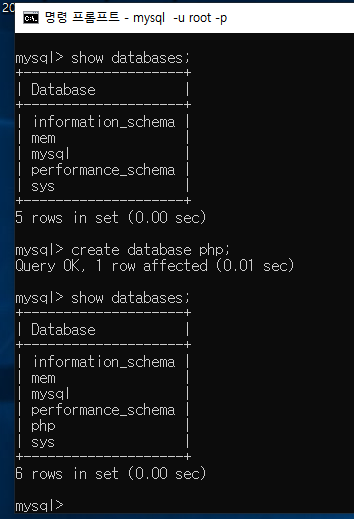 20
명령 프롬프트 - mysql  -u root -p
mysql> show databases;
+--------------------+
| Database           |
+--------------------+
| information_schema |
| mem                |
| mysql              |
| performance_schema |
| sys                |
+--------------------+
5 rows in set (0.00 sec)
mysql> create database php;
Query OK, 1 row affected (0.01 sec)
mysql> show databases;
+--------------------+
| Database           |
+--------------------+
| information_schema |
| mem                |
| mysql              |
| performance_schema |
| php                |
| sys                |
+--------------------+
6 rows in set (0.00 sec)
mysql>